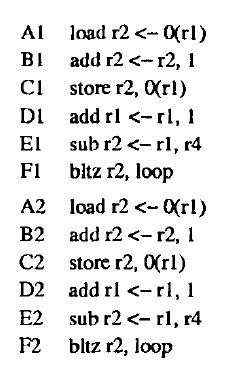 A1 load r2 <- 0(r1)
B1 add r2 <- r2, 1
C1 store r2, 0(r1)
D1 add r1 <- r1, 1
E1 sub r2 <- r1, r4
F1 bltz r2, loop
A2 load r2 <- 0(r1)
B2 add r2 <- r2, 1
C2 store r2, 0(r1)
D2 add r1 <- r1, 1
E2 sub r2 <- r1, r4
F2 bltz r2, loop